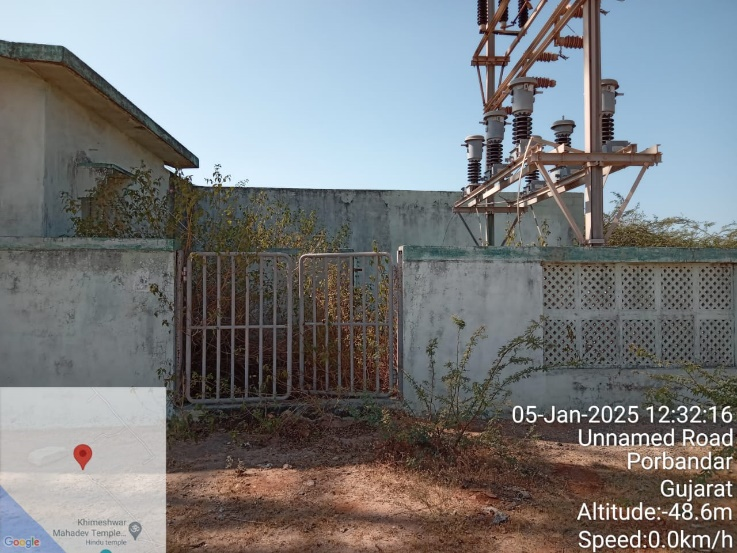 05-Jan-2025 12:32:16
Unnamed Road
Porbandar
Gujarat
Altitude:-48.6m
Speed:0.0km/h
Khimeshwar
Mahadev Temple...
Hindu temple
Google